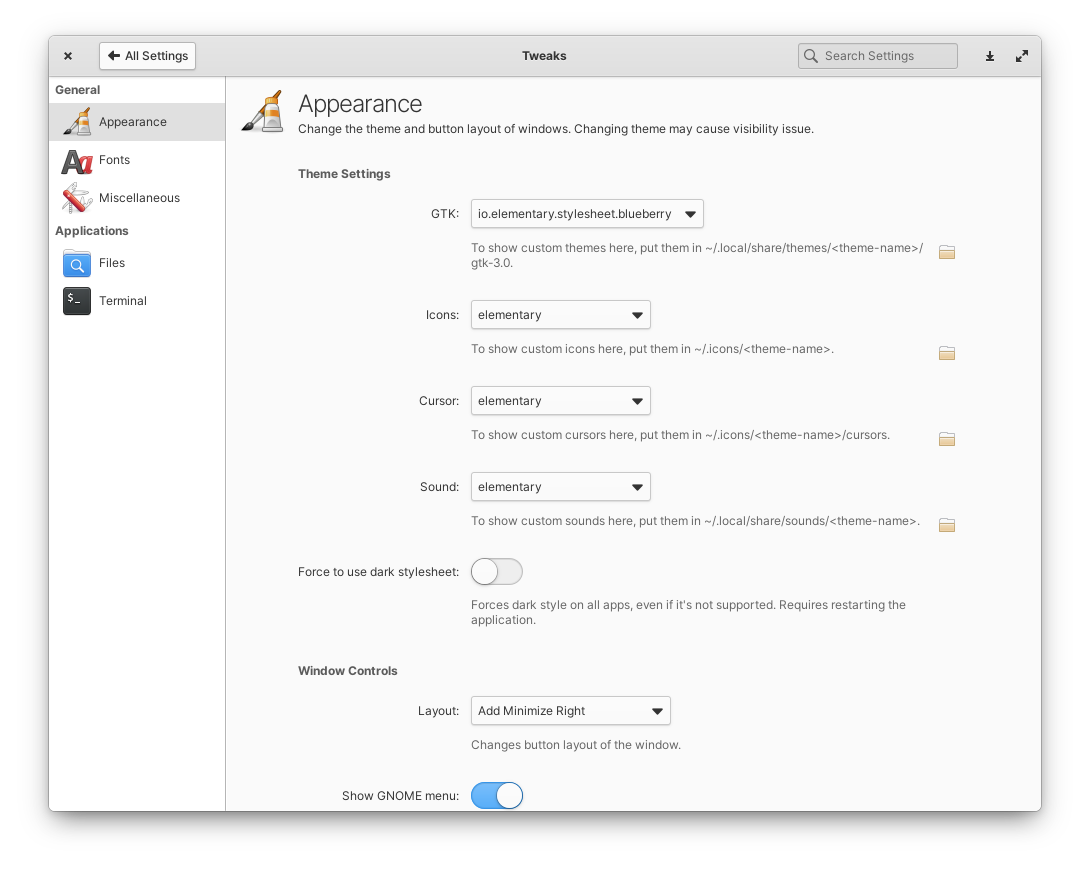 All Settings
Tweaks
Search Settings
General
Appearance
Fonts
Miscellaneous
Applications
Files
$_
Terminal
Appearance
Change the theme and button layout of windows. Changing theme may cause visibility issue.
Theme Settings
GTK: io.elementary.stylesheet.blueberry
To show custom themes here, put them in ~/.local/share/themes/<theme-name>/
gtk-3.0.
Icons: elementary
To show custom icons here, put them in ~/.icons/<theme-name>.
Cursor: elementary
To show custom cursors here, put them in ~/.icons/<theme-name>/cursors.
Sound: elementary
To show custom sounds here, put them in ~/.local/share/sounds/<theme-name>.
Force to use dark stylesheet:
Forces dark style on all apps, even if it's not supported. Requires restarting the
application.
Window Controls
Layout: Add Minimize Right
Changes button layout of the window.
Show GNOME menu: